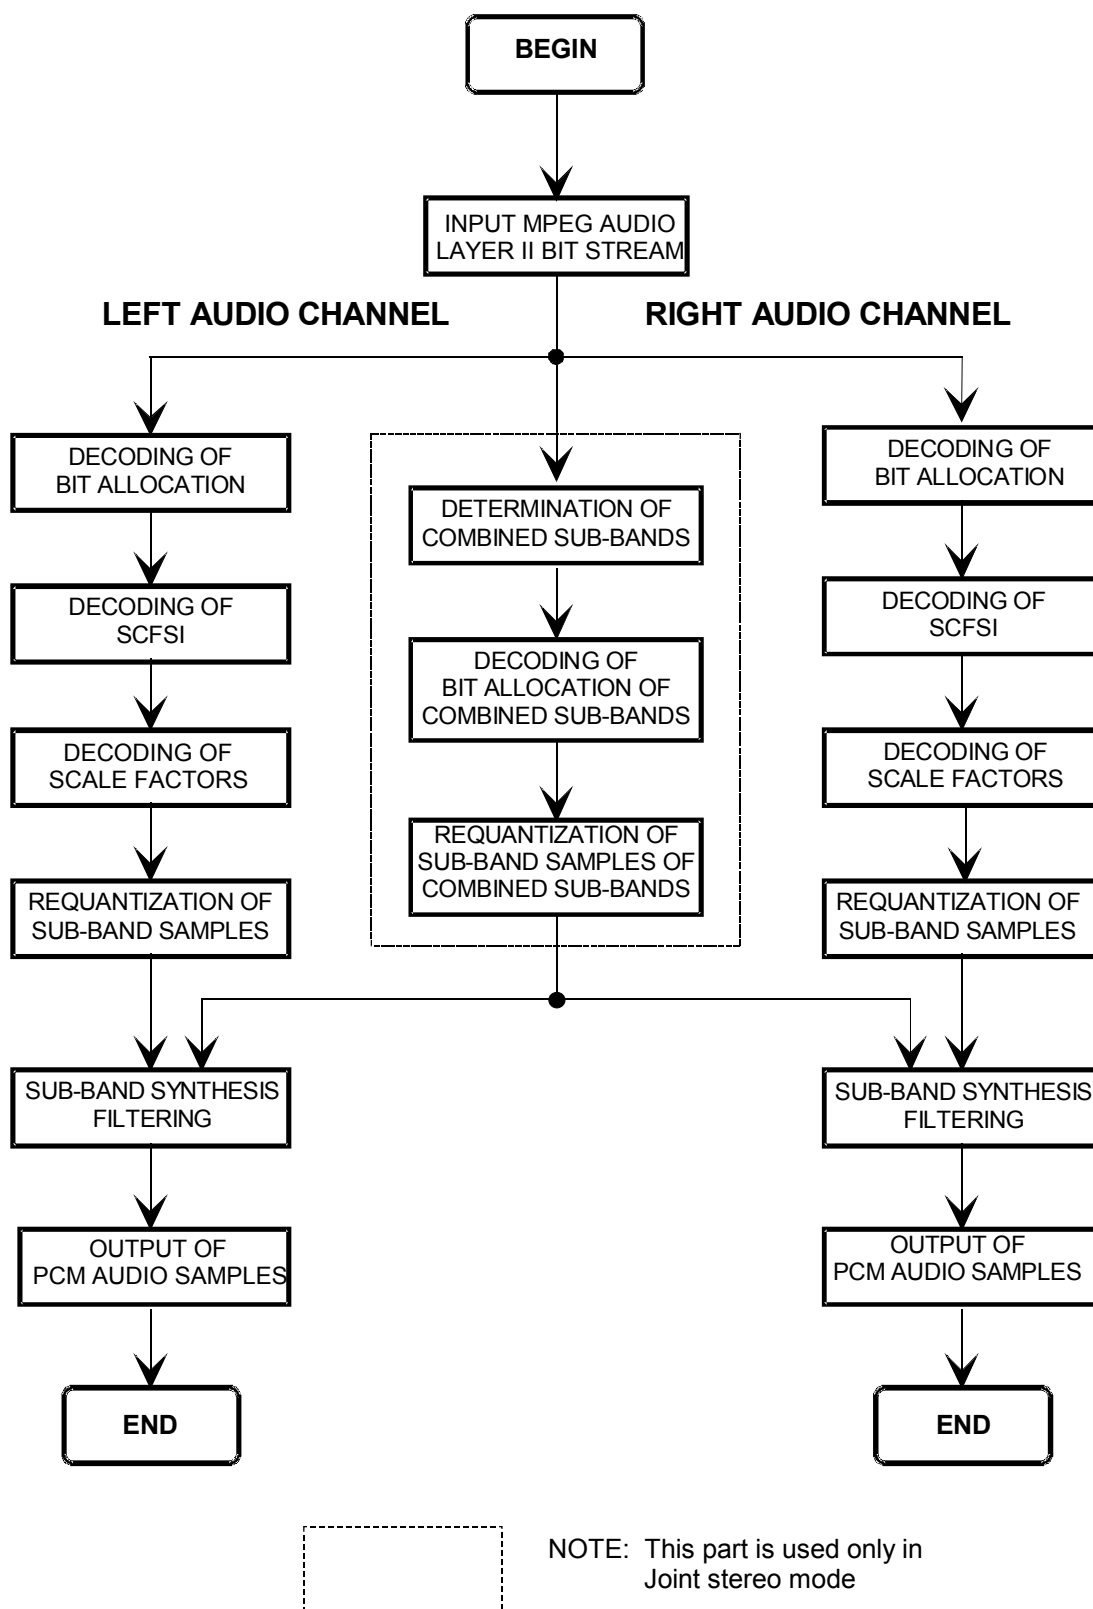 BEGIN
INPUT MPEG AUDIO
LAYER II BIT STREAM
LEFT AUDIO CHANNEL
RIGHT AUDIO CHANNEL
DECODING OF
BIT ALLOCATION
DECODING OF
SCFSI
DECODING OF
SCALE FACTORS
REQUANTIZATION OF
SUB-BAND SAMPLES
SUB-BAND SYNTHESIS
FILTERING
OUTPUT OF
PCM AUDIO SAMPLES
END
DETERMINATION OF
COMBINED SUB-BANDS
DECODING OF
BIT ALLOCATION OF
COMBINED SUB-BANDS
REQUANTIZATION OF
SUB-BAND SAMPLES OF
COMBINED SUB-BANDS
DECODING OF
BIT ALLOCATION
DECODING OF
SCFSI
DECODING OF
SCALE FACTORS
REQUANTIZATION OF
SUB-BAND SAMPLES
SUB-BAND SYNTHESIS
FILTERING
OUTPUT OF
PCM AUDIO SAMPLES
END
NOTE: This part is used only in
Joint stereo mode